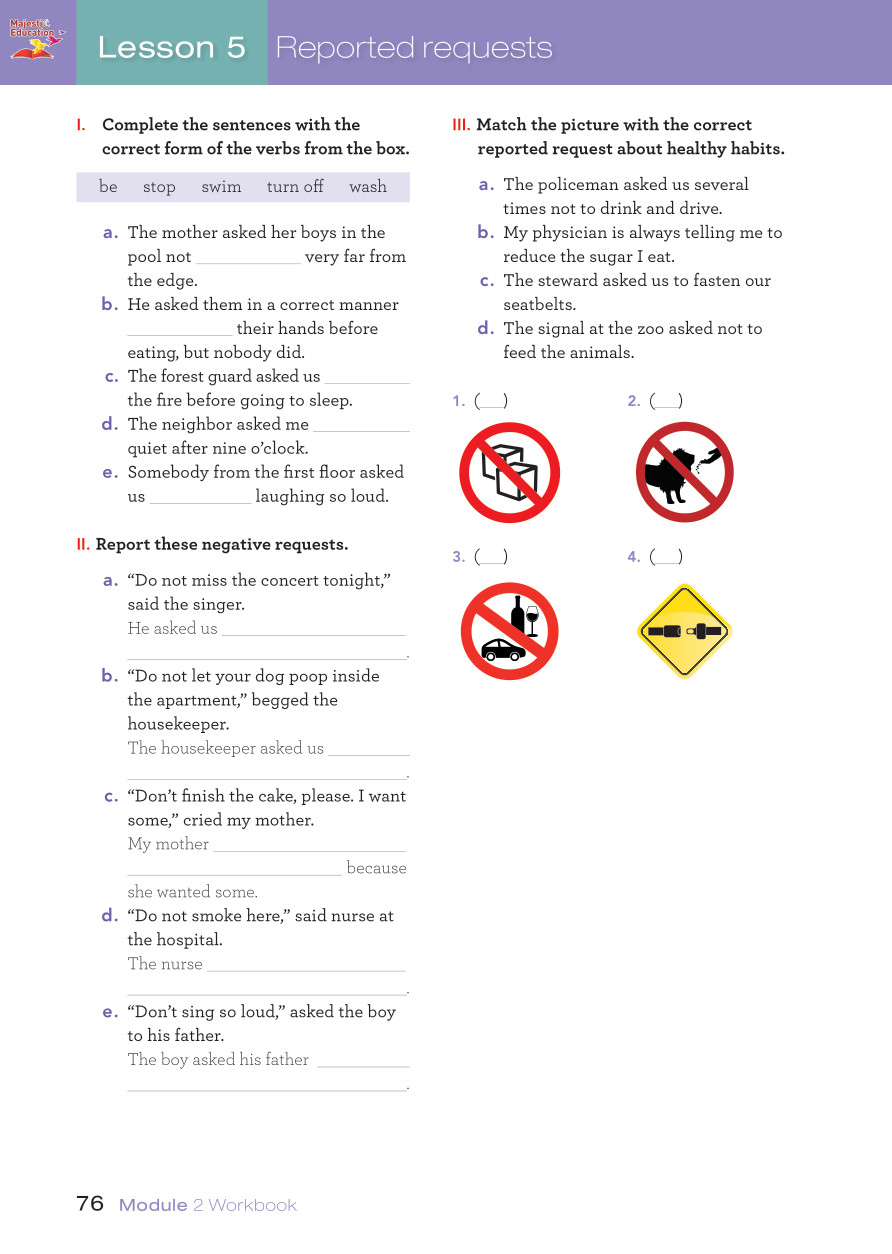 Majestic
Education
Lesson 5 Reported requests
I. Complete the sentences with the
correct form of the verbs from the box.
be stop swim turn off wash
a. The mother asked her boys in the
pool not ____________ very far from
the edge.
b. He asked them in a correct manner
____________ their hands before
eating, but nobody did.
c. The forest guard asked us __________
the fire before going to sleep.
d. The neighbor asked me ___________
quiet after nine o’clock.
e. Somebody from the first floor asked
us ____________ laughing so loud.
II. Report these negative requests.
a. “Do not miss the concert tonight,”
said the singer.
He asked us _____________________
________________________________.
b. “Do not let your dog poop inside
the apartment,” begged the
housekeeper.
The housekeeper asked us _________
________________________________.
c. “Don’t finish the cake, please. I want
some,” cried my mother.
My mother ______________________
_________________________ because
she wanted some.
d. “Do not smoke here,” said nurse at
the hospital.
The nurse _______________________
________________________________.
e. “Don’t sing so loud,” asked the boy
to his father.
The boy asked his father ___________
________________________________.
III. Match the picture with the correct
reported request about healthy habits.
a. The policeman asked us several
times not to drink and drive.
b. My physician is always telling me to
reduce the sugar I eat.
c. The steward asked us to fasten our
seatbelts.
d. The signal at the zoo asked not to
feed the animals.
1. (___) 2. (___)
3. (___) 4. (___)
76 Module 2 Workbook